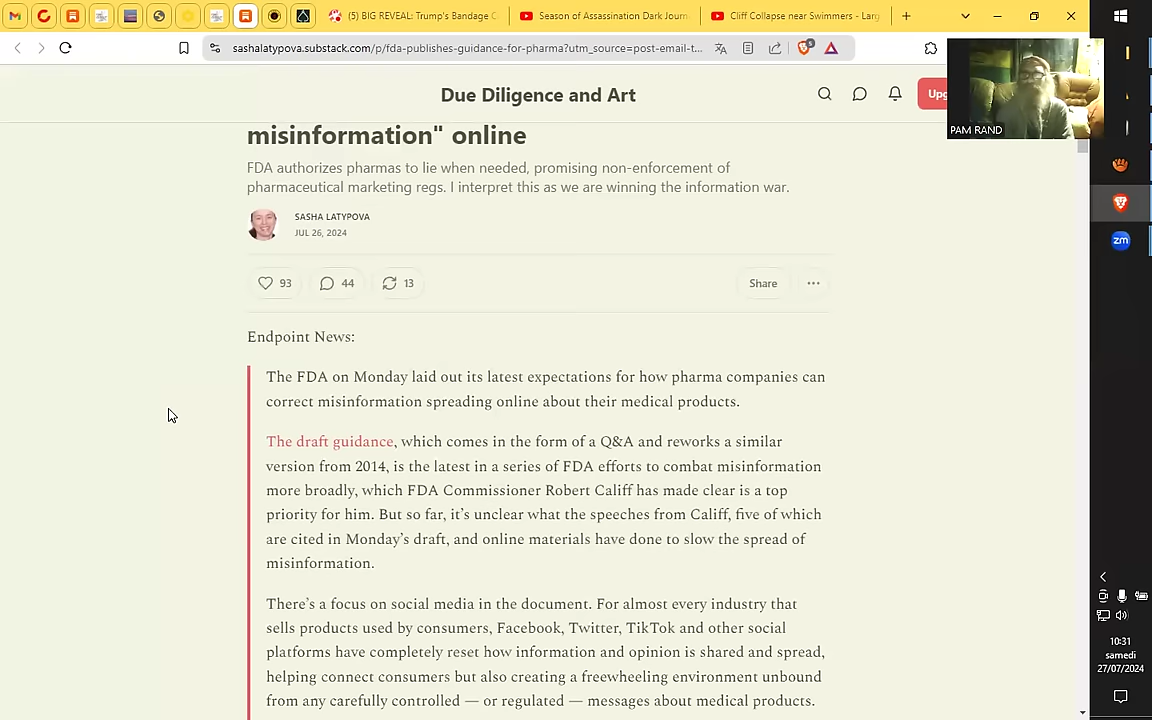 (5) BIG REVEAL: Trump's Bandage C
Season of Assassination Dark Journ
Cliff Collapse near Swimmers - Larg
sashalatypova.substack.com/p/fda-publishes-guidance-for-pharma?utm_source=post-email-t...
Due Diligence and Art
Upg
PAM RAND
misinformation" online
FDA authorizes pharmas to lie when needed, promising non-enforcement of
pharmaceutical marketing regs. I interpret this as we are winning the information war.
SASHA LATYPOVA
JUL 26, 2024
93
44
13
Share
Endpoint News:
The FDA on Monday laid out its latest expectations for how pharma companies can
correct misinformation spreading online about their medical products.
The draft guidance, which comes in the form of a Q&A and reworks a similar
version from 2014, is the latest in a series of FDA efforts to combat misinformation
more broadly, which FDA Commissioner Robert Califf has made clear is a top
priority for him. But so far, it's unclear what the speeches from Califf, five of which
are cited in Monday's draft, and online materials have done to slow the spread of
misinformation.
There's a focus on social media in the document. For almost every industry that
sells products used by consumers, Facebook, Twitter, TikTok and other social
platforms have completely reset how information and opinion is shared and spread,
helping connect consumers but also creating a freewheeling environment unbound
from any carefully controlled — or regulated — messages about medical products.
zm
10:31
samedi
27/07/2024